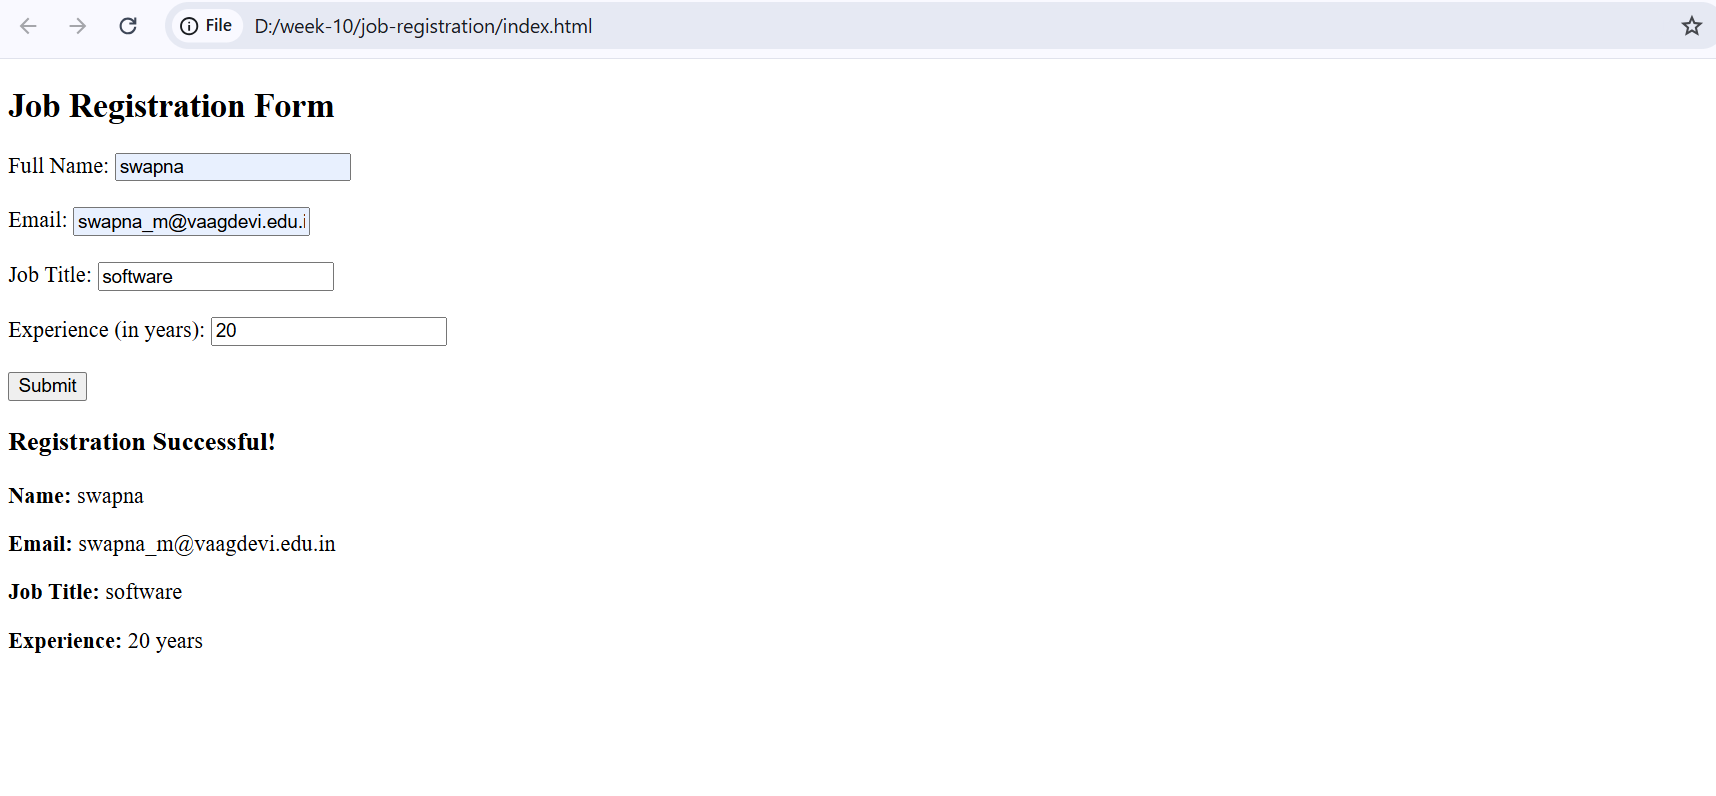 File D:/week-10/job-registration/index.html
Job Registration Form
Full Name: swapna
Email: swapna_m@vaagdevi.edu.i
Job Title: software
Experience (in years): 20
Submit
Registration Successful!
Name: swapna
Email: swapna_m@vaagdevi.edu.in
Job Title: software
Experience: 20 years